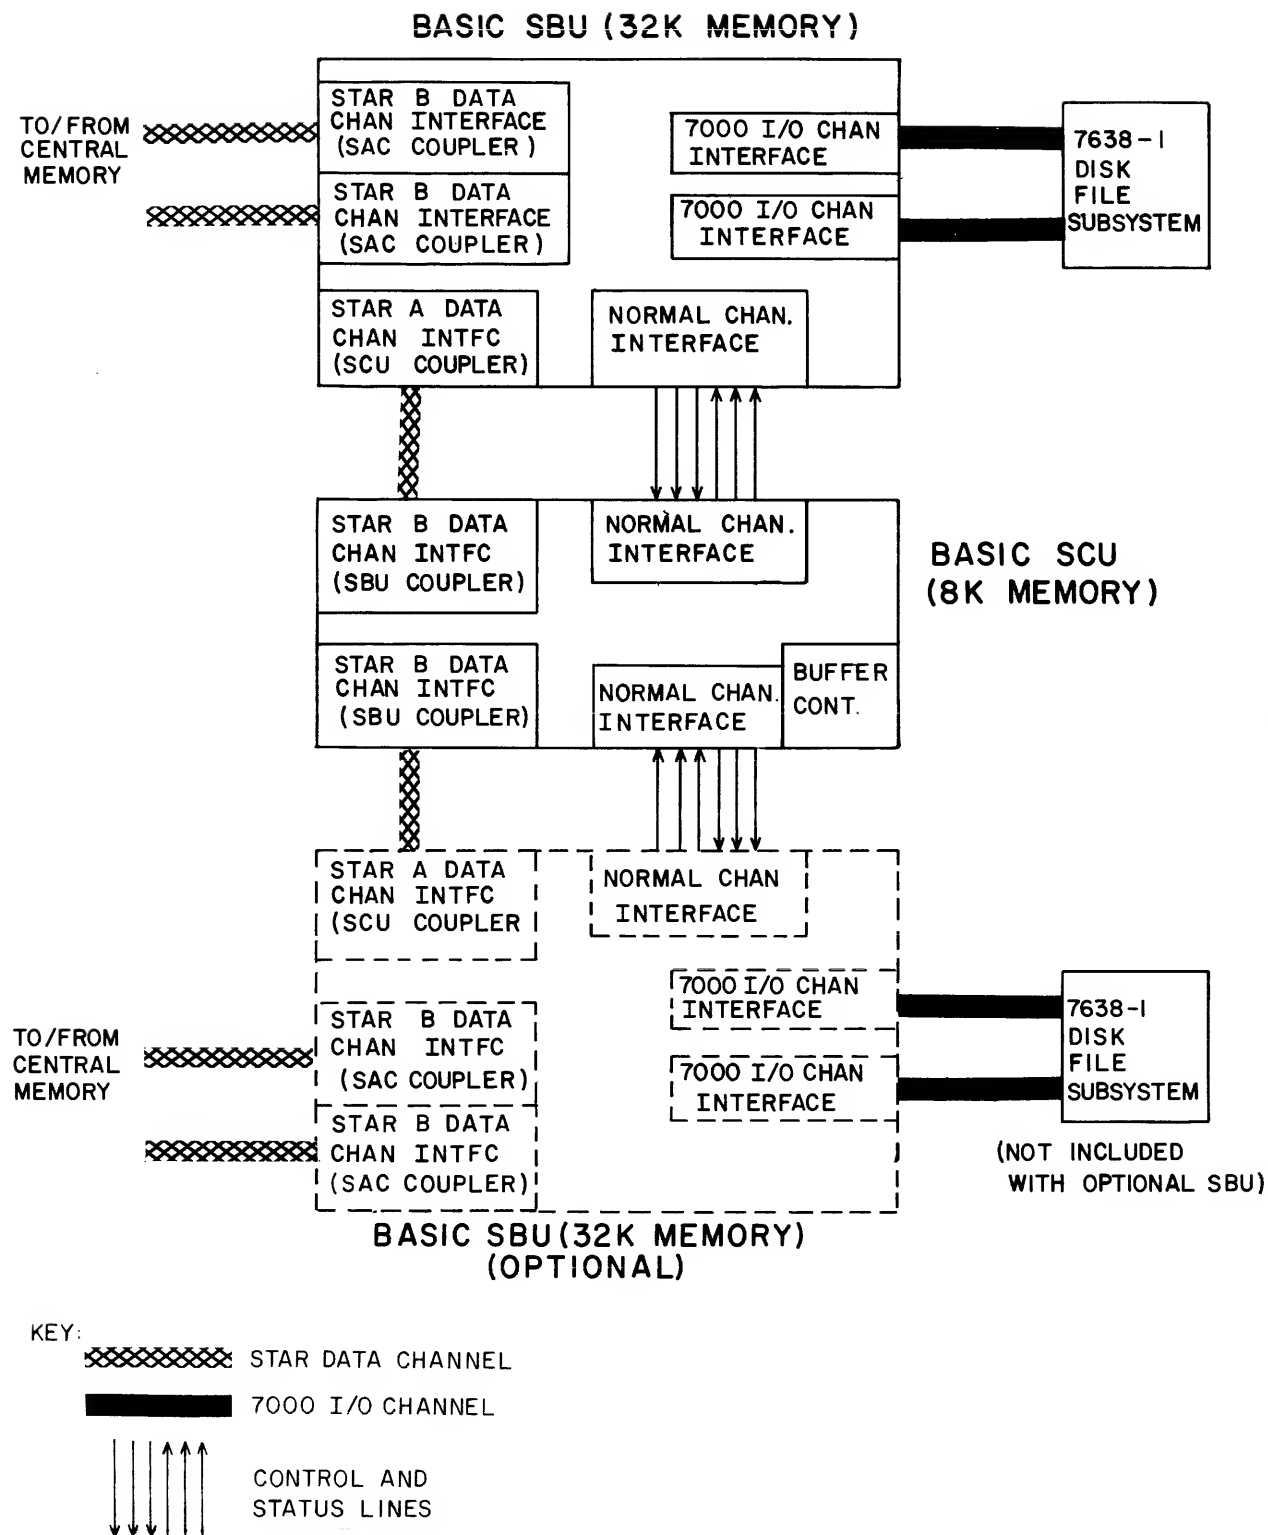 BASIC SBU (32K MEMORY)
TO/FROM
CENTRAL
MEMORY
STAR B DATA
CHAN INTERFACE
(SAC COUPLER)
STAR B DATA
CHAN INTERFACE
(SAC COUPLER)
STAR A DATA
CHAN INTFC
(SCU COUPLER)
7000 I/O CHAN
INTERFACE
7000 I/O CHAN
INTERFACE
NORMAL CHAN.
INTERFACE
7638-1
DISK
FILE
SUBSYSTEM
STAR B DATA
CHAN INTFC
(SBU COUPLER)
NORMAL CHAN.
INTERFACE
BASIC SCU
(8K MEMORY)
STAR B DATA
CHAN INTFC
(SBU COUPLER)
NORMAL CHAN.
INTERFACE
BUFFER
CONT.
STAR A DATA
CHAN INTFC
(SCU COUPLER
NORMAL CHAN
INTERFACE
7000 I/O CHAN
INTERFACE
7000 I/O CHAN
INTERFACE
TO/FROM
CENTRAL
MEMORY
STAR B DATA
CHAN INTFC
(SAC COUPLER)
STAR B DATA
CHAN INTFC
(SAC COUPLER)
7638-1
DISK
FILE
SUBSYSTEM
(NOT INCLUDED
WITH OPTIONAL SBU)
BASIC SBU (32K MEMORY)
(OPTIONAL)
KEY:
STAR DATA CHANNEL
7000 I/O CHANNEL
CONTROL AND
STATUS LINES